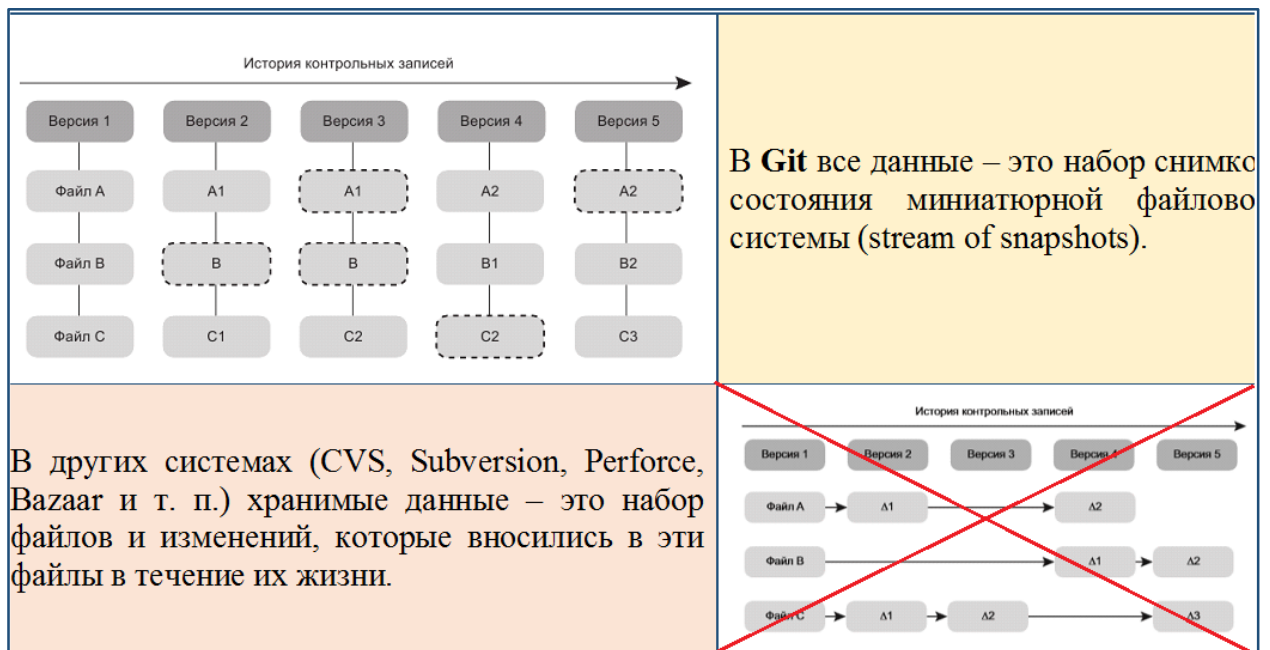 История контрольных записей
Версия 1 Версия 2 Версия 3 Версия 4 Версия 5
Файл A A1 A1 A2 A2
Файл B B B B1 B2
Файл C C1 C2 C2 C3
В Git все данные – это набор снимко
состояния миниатюрной файлово
системы (stream of snapshots).
В других системах (CVS, Subversion, Perforce,
Bazaar и т. п.) хранимые данные – это набор
файлов и изменений, которые вносились в эти
файлы в течение их жизни.
История контрольных записей
Версия 1 Версия 2 Версия 3 Версия 4 Версия 5
Файл A Δ1 Δ2
Файл B Δ1 Δ2
Файл C Δ1 Δ2 Δ3